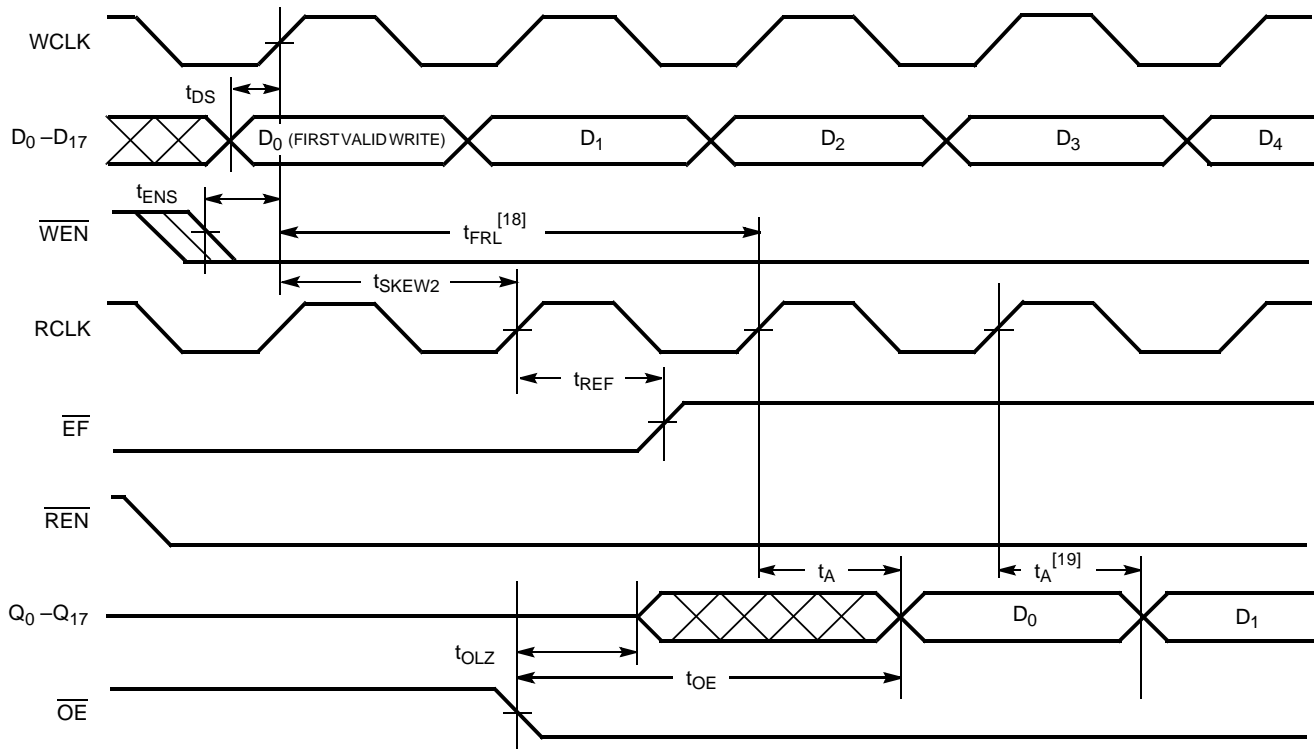 WCLK
tDS
D0 –D17
D0 (FIRST VALID WRITE)
D1
D2
D3
D4
tENS
WEN
tFRL[18]
tSKEW2
RCLK
tREF
EF
REN
tA
tA[19]
Q0 –Q17
D0
D1
tOLZ
tOE
OE